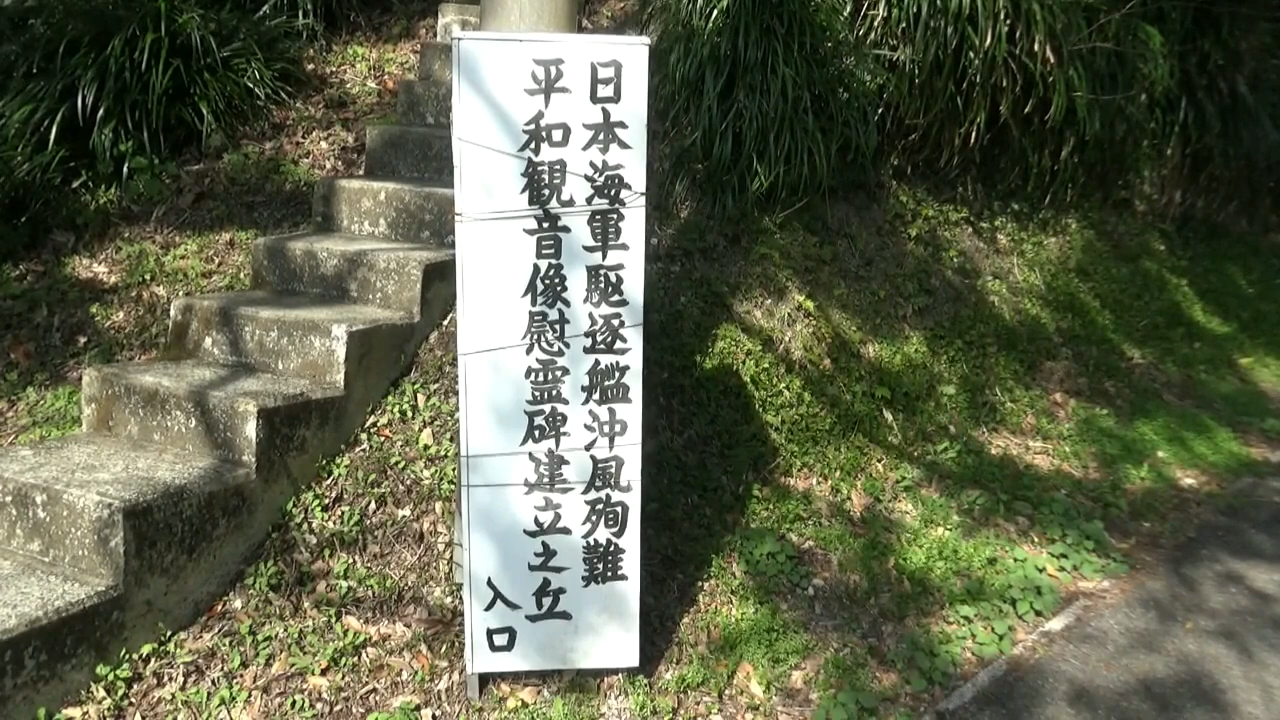 日本海軍駆逐艦沖風殉難
平和観音像慰霊碑建立之丘
入口